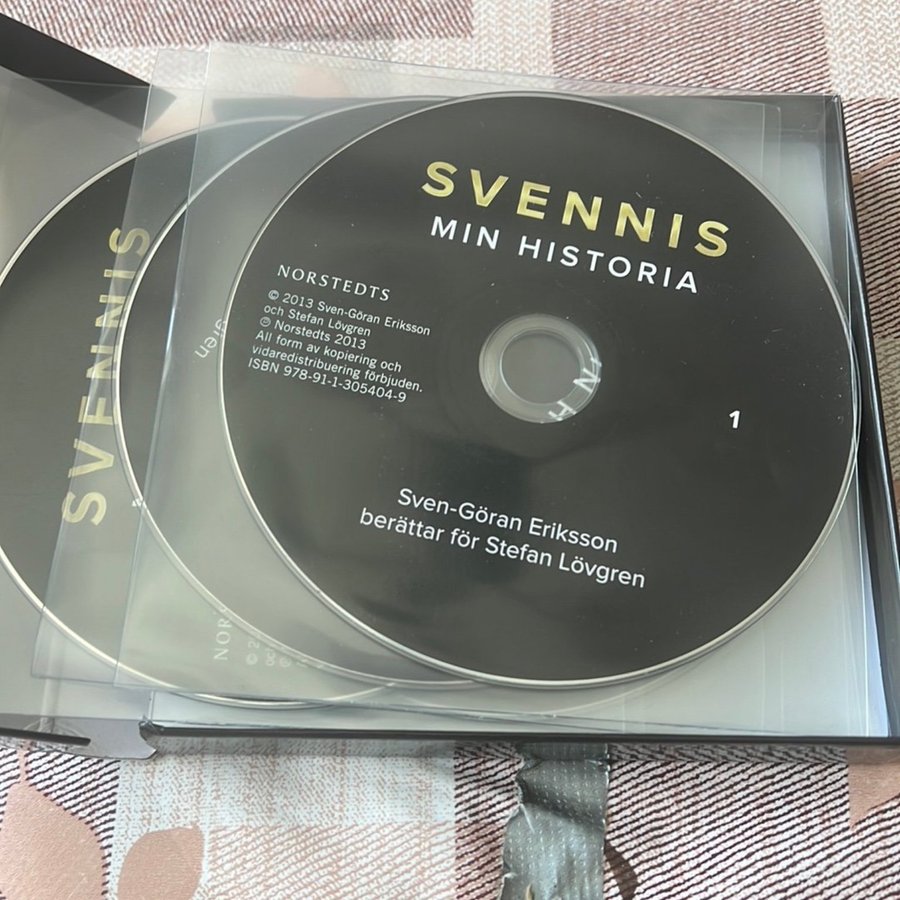 SVENNIS
MIN HISTORIA
NORSTEDTS
© 2013 Sven-Göran Eriksson
och Stefan Lövgren
℗ Norstedts 2013
All form av kopiering och
vidaredistribuering förbjuden.
ISBN 978-91-1-305404-9
1
Sven-Göran Eriksson
berättar för Stefan Lövgren
SVENNIS